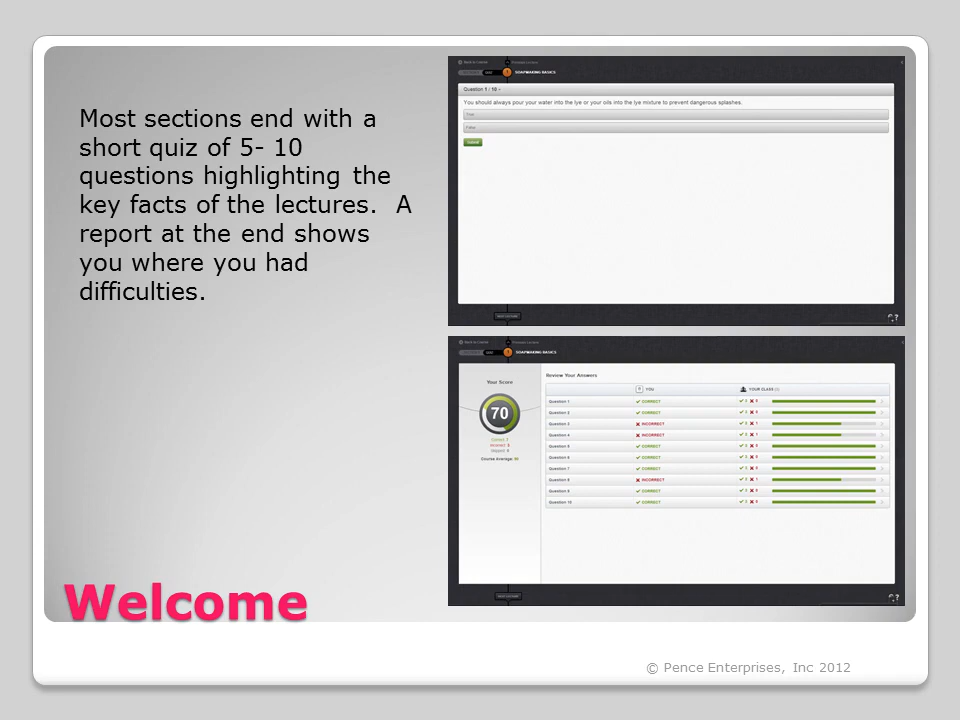 Most sections end with a
short quiz of 5- 10
questions highlighting the
key facts of the lectures.  A
report at the end shows
you where you had
difficulties.
SOAPMAKING BASICS
Question 1 / 10
You should always pour your water into the lye or your oils into the lye mixture to prevent dangerous splashes.
True
False
Submit
SOAPMAKING BASICS
Your Score
70
Course Average:
Review Your Answers
YOU
YOUR CLASS
Question 1 CORRECT
Question 2 CORRECT
Question 3 INCORRECT
Question 4 INCORRECT
Question 5 CORRECT
Question 6 CORRECT
Question 7 CORRECT
Question 8 INCORRECT
Question 9 CORRECT
Question 10 CORRECT
Welcome
© Pence Enterprises, Inc 2012